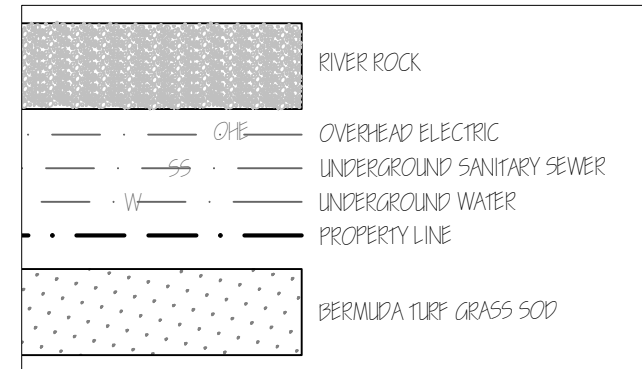 RIVER ROCK
OHE OVERHEAD ELECTRIC
SS UNDERGROUND SANITARY SEWER
W UNDERGROUND WATER
PROPERTY LINE
BERMUDA TURF GRASS SOD